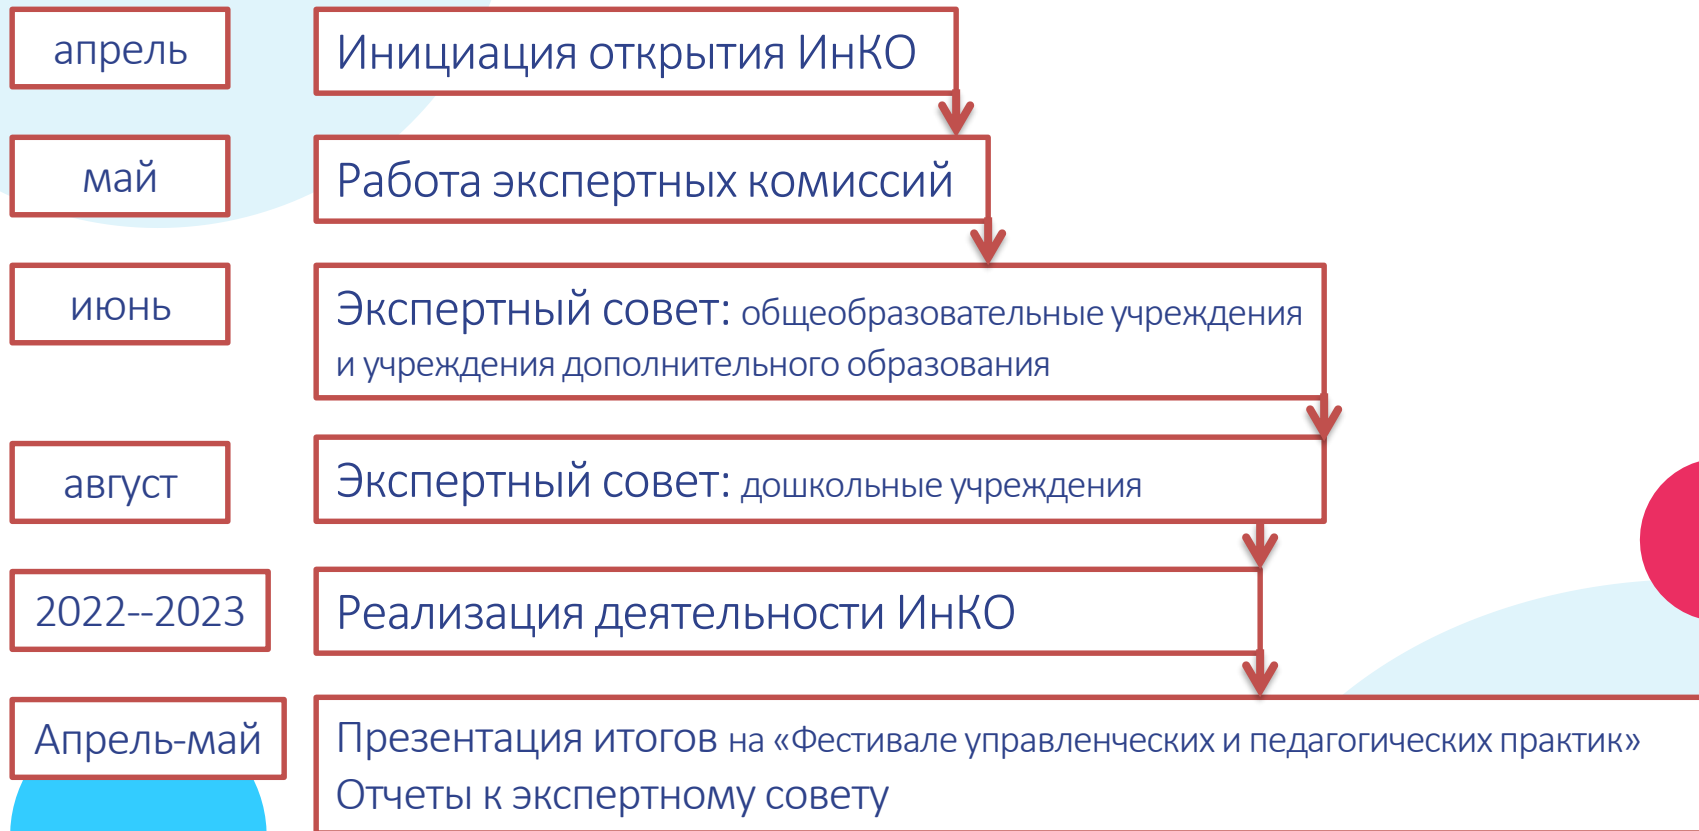 апрель
Инициация открытия ИнКО
май
Работа экспертных комиссий
июнь
Экспертный совет: общеобразовательные учреждения
и учреждения дополнительного образования
август
Экспертный совет: дошкольные учреждения
2022--2023
Реализация деятельности ИнКО
Апрель-май
Презентация итогов на «Фестивале управленческих и педагогических практик»
Отчеты к экспертному совету